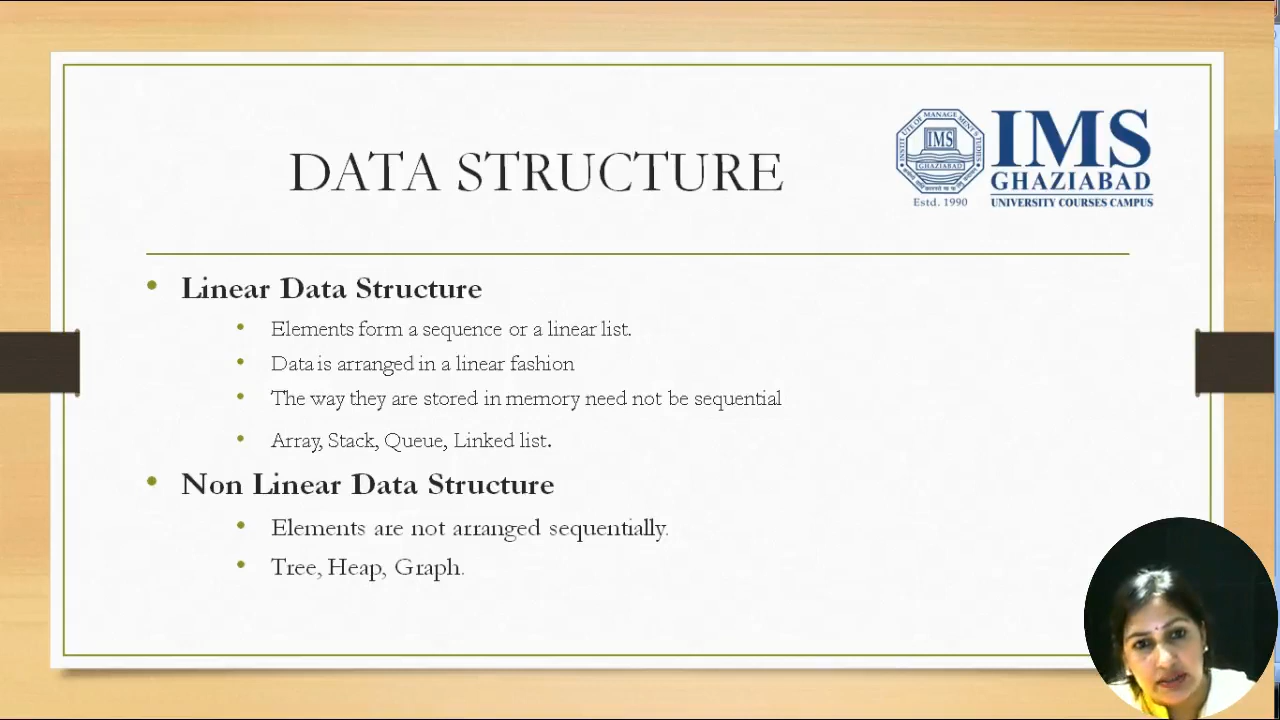 DATA STRUCTURE
IMS
GHAZIABAD
UNIVERSITY COURSES CAMPUS
IMS
GHAZIABAD
Estd. 1990
Linear Data Structure
Elements form a sequence or a linear list.
Data is arranged in a linear fashion
The way they are stored in memory need not be sequential
Array, Stack, Queue, Linked list.
Non Linear Data Structure
Elements are not arranged sequentially.
Tree, Heap, Graph.